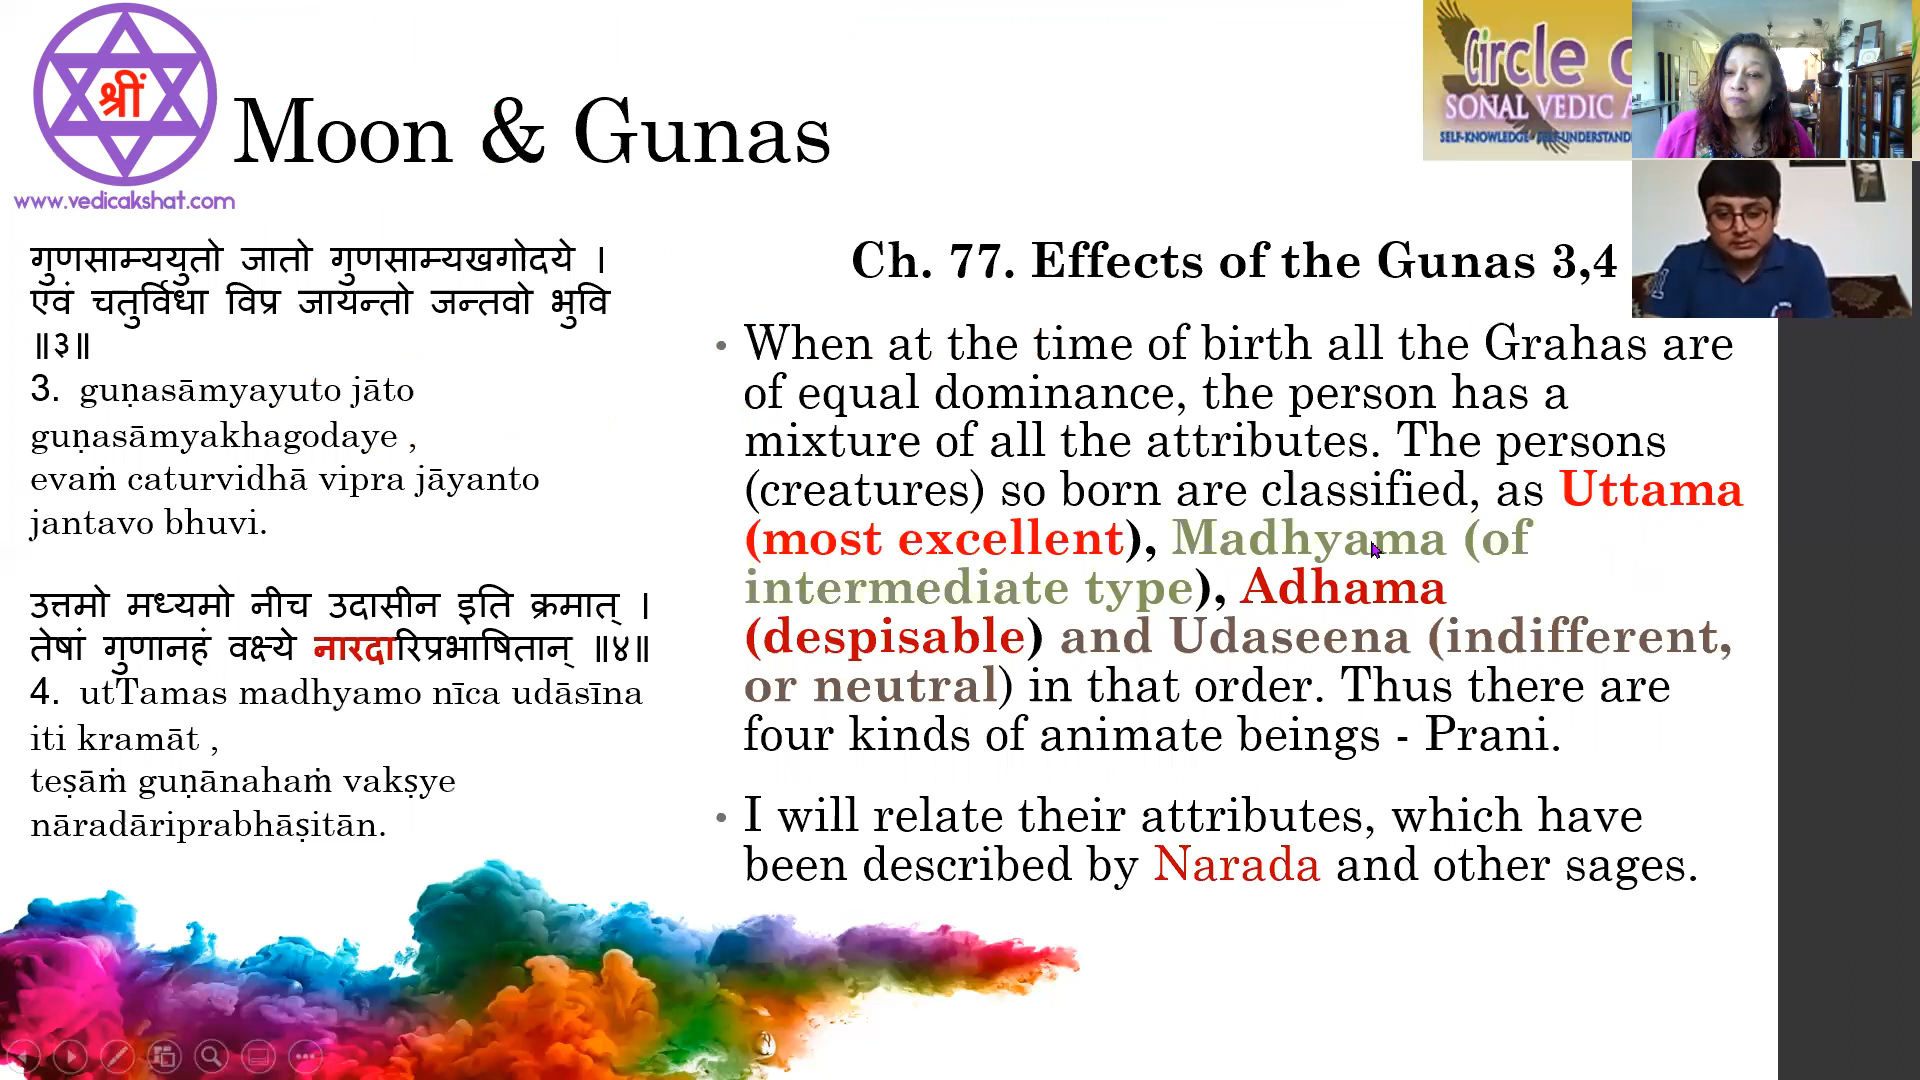 श्रीं
Moon & Gunas
www.vedicakshat.com
Circle
SONAL VEDIC
SELF-KNOWLEDGE
गुणसाम्ययुतो जातो गुणसाम्यखगोदये ।
एवं चतुर्विधा विप्र जायन्तो जन्तवो भुवि
॥३॥
3. guṇasāmyayuto jāto
guṇasāmyakhagodaye ,
evaṁ caturvidhā vipra jāyanto
jantavo bhuvi.
उत्तमो मध्यमो नीच उदासीन इति क्रमात् ।
तेषां गुणानहं वक्ष्ये नारदारिप्रभाषितान् ॥४॥
4. utTamas madhyamo nīca udāsīna
iti kramāt ,
teṣāṁ guṇānahaṁ vakṣye
nāradāriprabhāṣitān.
Ch. 77. Effects of the Gunas 3,4
• When at the time of birth all the Grahas are
of equal dominance, the person has a
mixture of all the attributes. The persons
(creatures) so born are classified, as Uttama
(most excellent), Madhyama (of
intermediate type), Adhama
(despisable) and Udaseena (indifferent,
or neutral) in that order. Thus there are
four kinds of animate beings - Prani.
• I will relate their attributes, which have
been described by Narada and other sages.